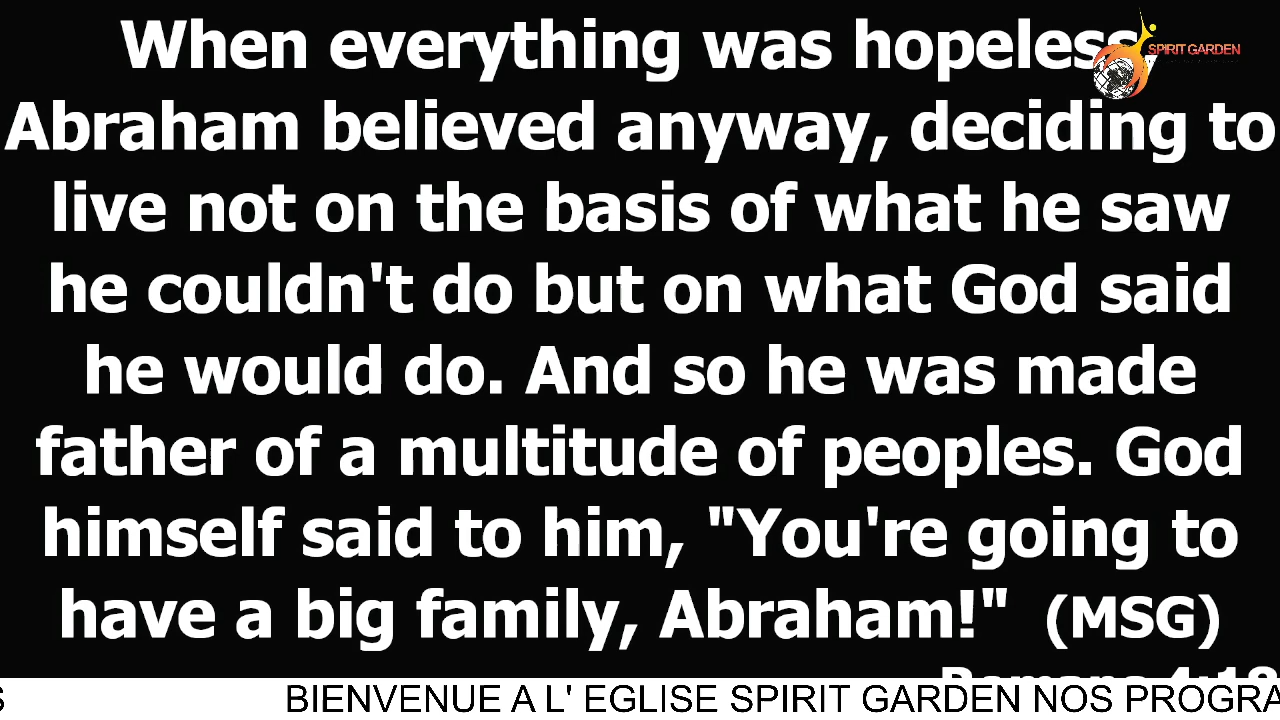 When everything was hopeless,
SPIRIT GARDEN
Abraham believed anyway, deciding to
live not on the basis of what he saw
he couldn't do but on what God said
he would do. And so he was made
father of a multitude of peoples. God
himself said to him, "You're going to
have a big family, Abraham!" (MSG)
Romans 4:18
S BIENVENUE A L' EGLISE SPIRIT GARDEN NOS PROGRA